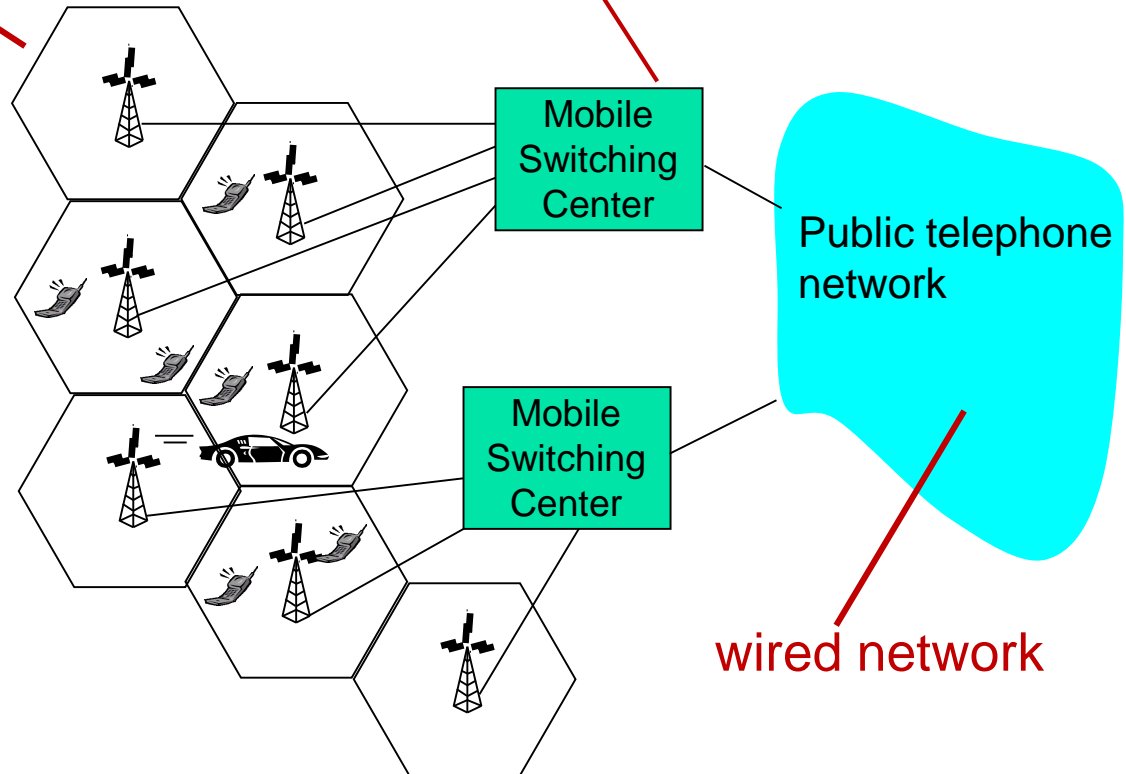 Mobile
Switching
Center
Public telephone
network
Mobile
Switching
Center
wired network